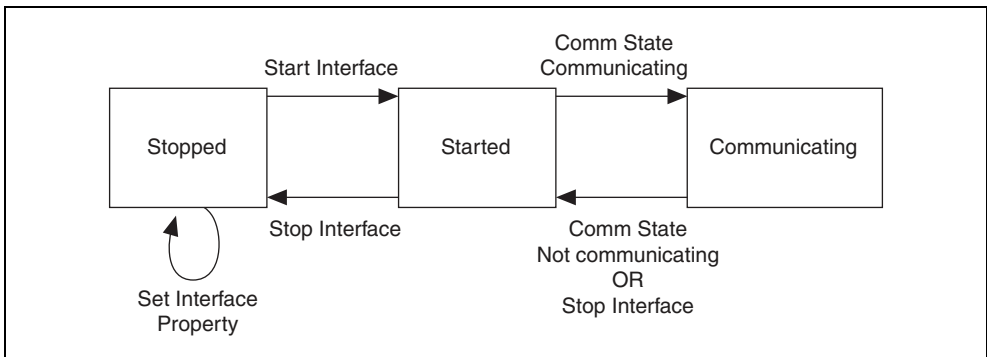 Start Interface
Comm State
Communicating
Stopped
Started
Communicating
Stop Interface
Comm State
Not communicating
OR
Stop Interface
Set Interface
Property